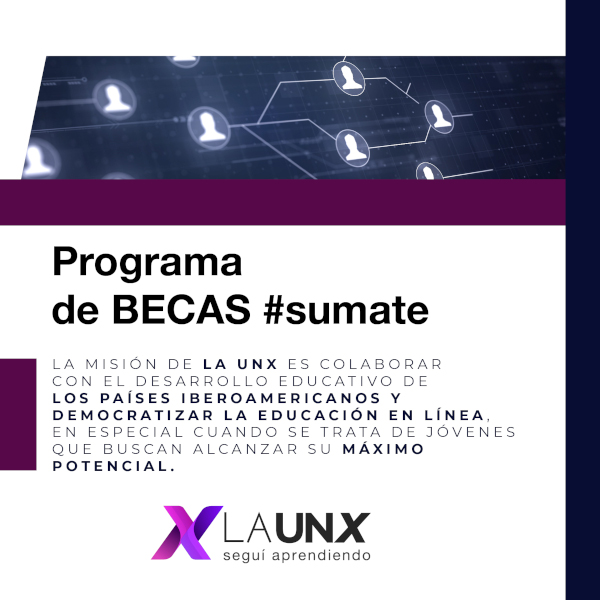 Programa
de BECAS #sumate
LA MISIÓN DE LA UNX ES COLABORAR
CON EL DESARROLLO EDUCATIVO DE
LOS PAÍSES IBEROAMERICANOS Y
DEMOCRATIZAR LA EDUCACIÓN EN LÍNEA,
EN ESPECIAL CUANDO SE TRATA DE JÓVENES
QUE BUSCAN ALCANZAR SU MÁXIMO
POTENCIAL.
LAUNX
seguí aprendiendo